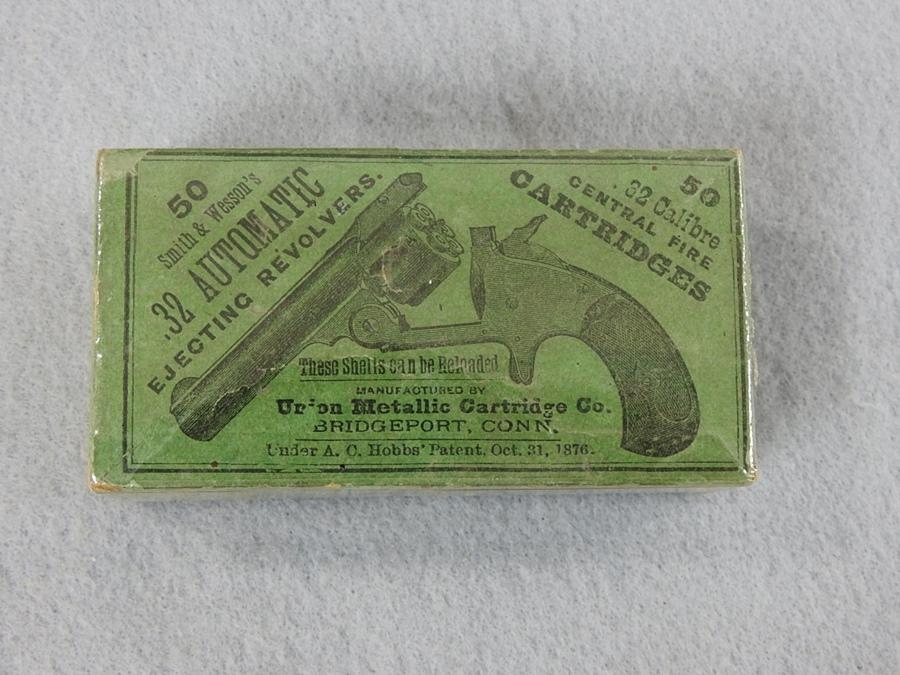 50
Smith & Wesson's
.32 AUTOMATIC
EJECTING REVOLVERS.
50
.32 Calibre
CENTRAL FIRE
CARTRIDGES
These Shells can be Reloaded
MANUFACTURED BY
Union Metallic Cartridge Co.
BRIDGEPORT, CONN.
Under A. C. Hobbs' Patent, Oct. 31, 1876.